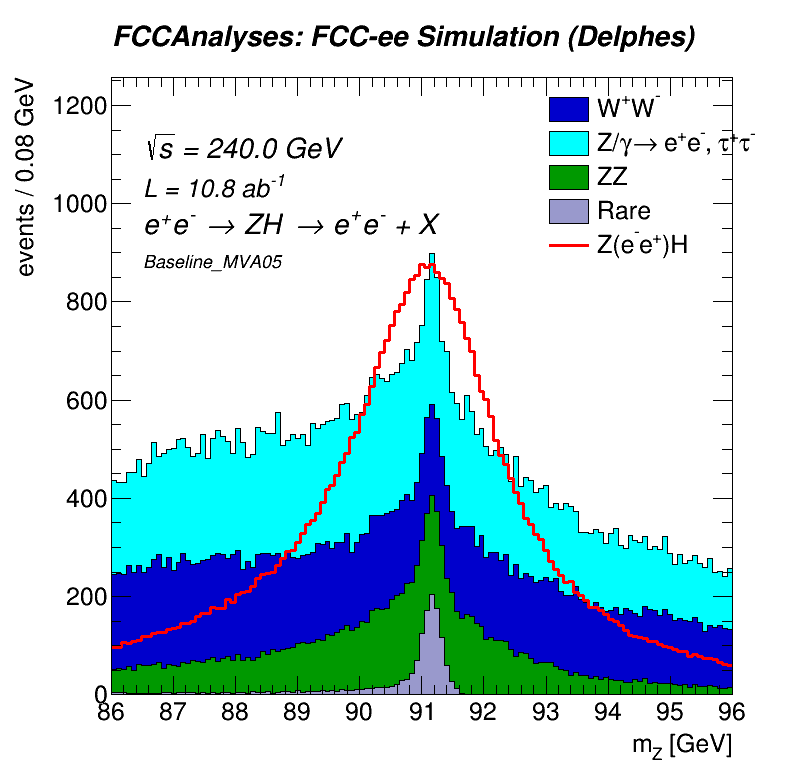 FCCAnalyses: FCC-ee Simulation (Delphes)
events / 0.08 GeV
1200
1000
800
600
400
200
0
√s = 240.0 GeV
L = 10.8 ab⁻¹
e⁺e⁻ → ZH → e⁺e⁻ + X
Baseline_MVA05
W⁺W⁻
Z/γ→ e⁺e⁻, τ⁺τ⁻
ZZ
Rare
Z(e⁻e⁺)H
86 87 88 89 90 91 92 93 94 95 96
m_Z [GeV]